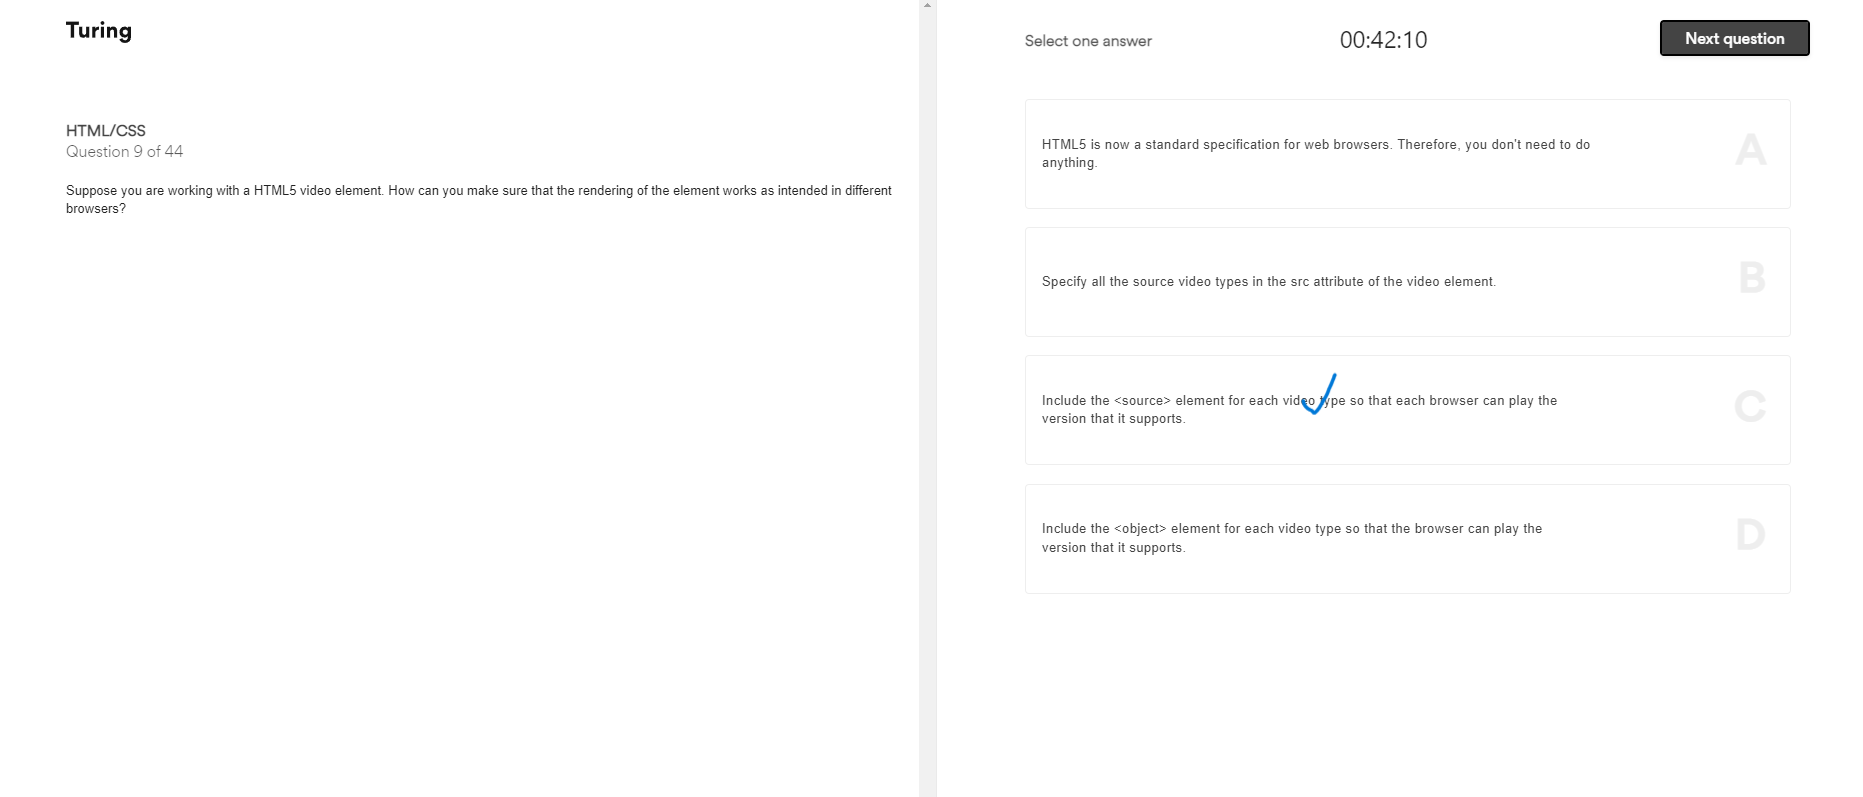 Turing
HTML/CSS
Question 9 of 44
Suppose you are working with a HTML5 video element. How can you make sure that the rendering of the element works as intended in different
browsers?
Select one answer
00:42:10
Next question
HTML5 is now a standard specification for web browsers. Therefore, you don't need to do
anything.
A
Specify all the source video types in the src attribute of the video element.
B
Include the <source> element for each video type so that each browser can play the
version that it supports.
C
Include the <object> element for each video type so that the browser can play the
version that it supports.
D